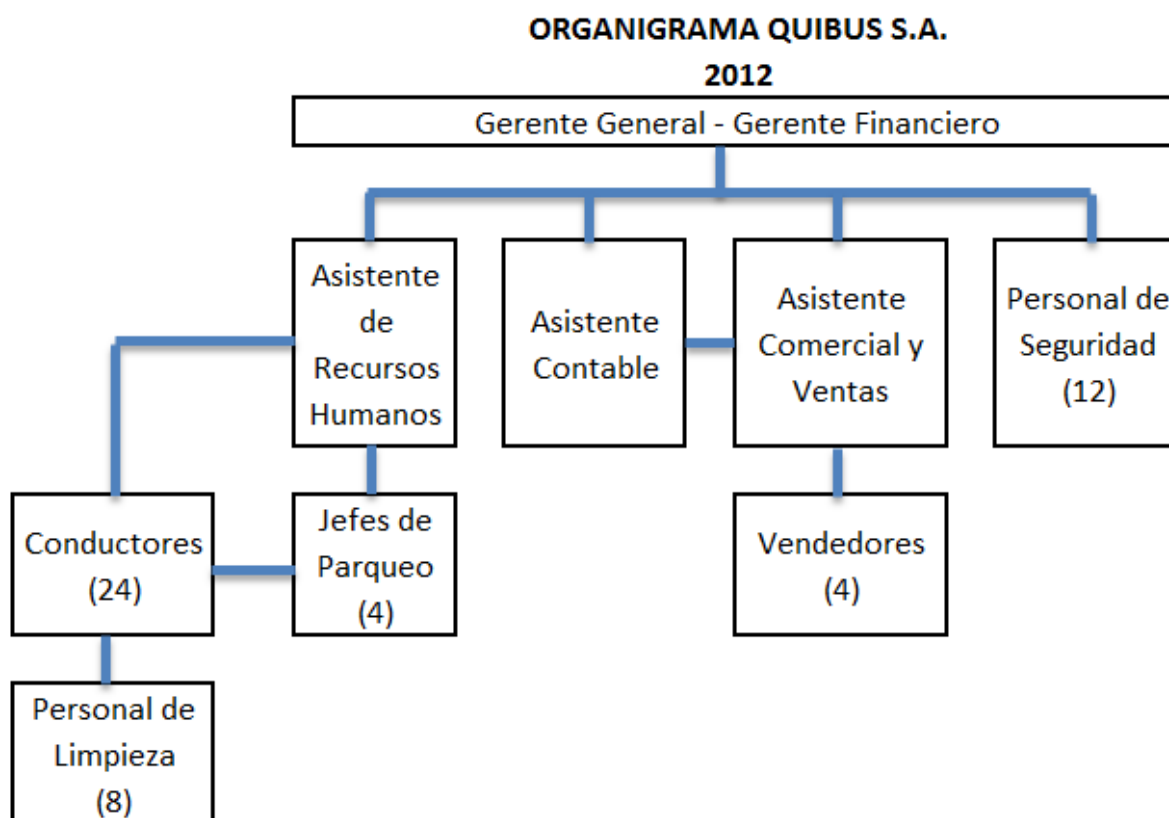 ORGANIGRAMA QUIBUS S.A.
2012
Gerente General - Gerente Financiero
Asistente
de
Recursos
Humanos
Asistente
Contable
Asistente
Comercial y
Ventas
Personal de
Seguridad
(12)
Conductores
(24)
Jefes de
Parqueo
(4)
Vendedores
(4)
Personal de
Limpieza
(8)